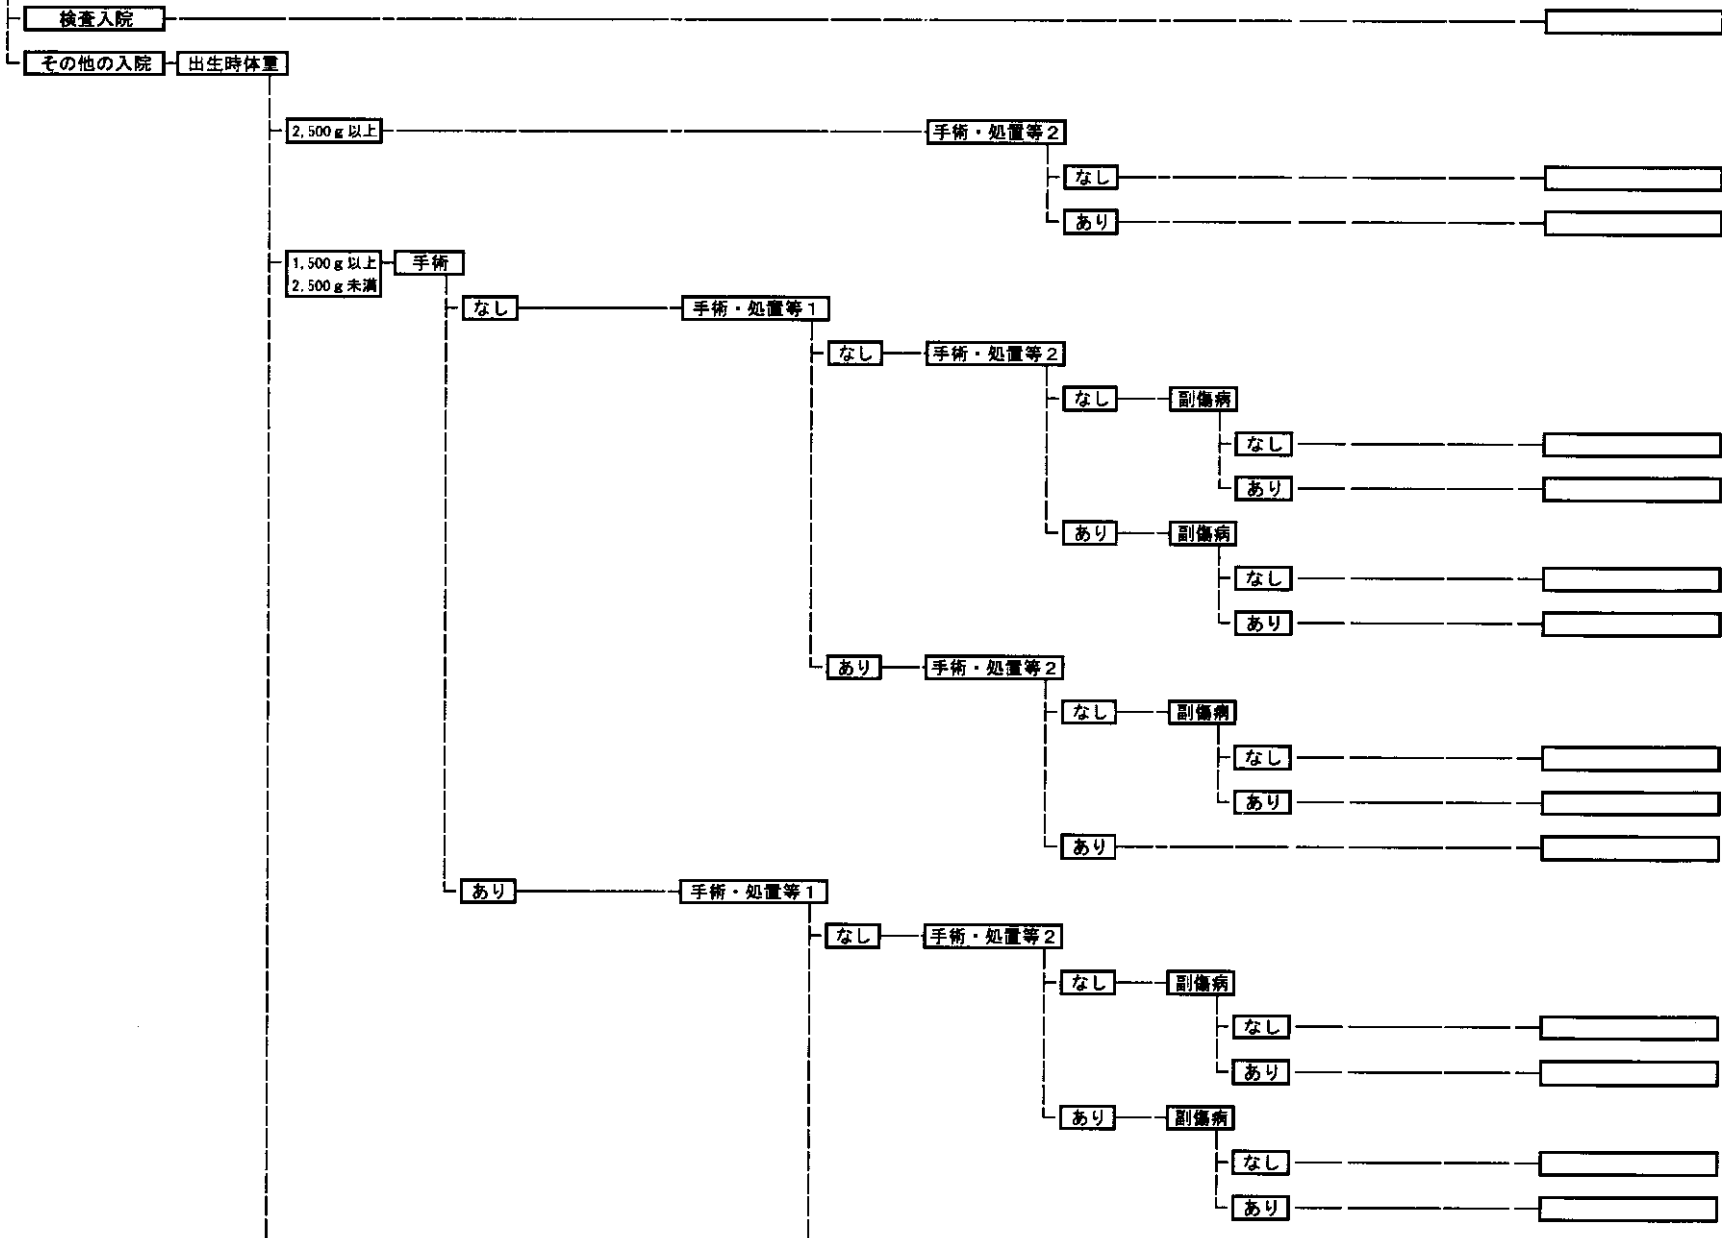 検査入院
その他の入院 出生時体重
2,500g以上 手術・処置等2
なし
あり
1,500g以上 手術
2,500g未満
なし 手術・処置等1
なし 手術・処置等2
なし 副傷病
なし
あり
あり 副傷病
なし
あり
あり 手術・処置等2
なし 副傷病
なし
あり
あり
あり 手術・処置等1
なし 手術・処置等2
なし 副傷病
なし
あり
あり 副傷病
なし
あり